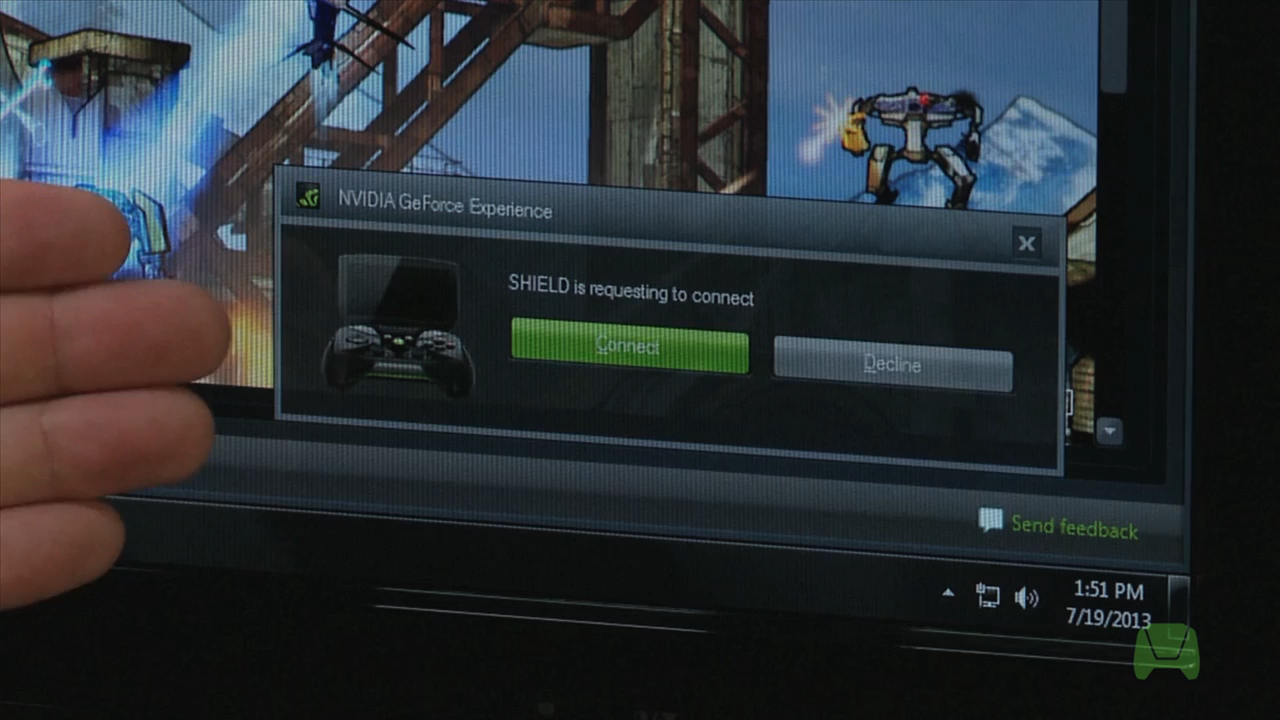 NVIDIA GeForce Experience
SHIELD is requesting to connect
Connect
Decline
Send feedback
1:51 PM
7/19/2013